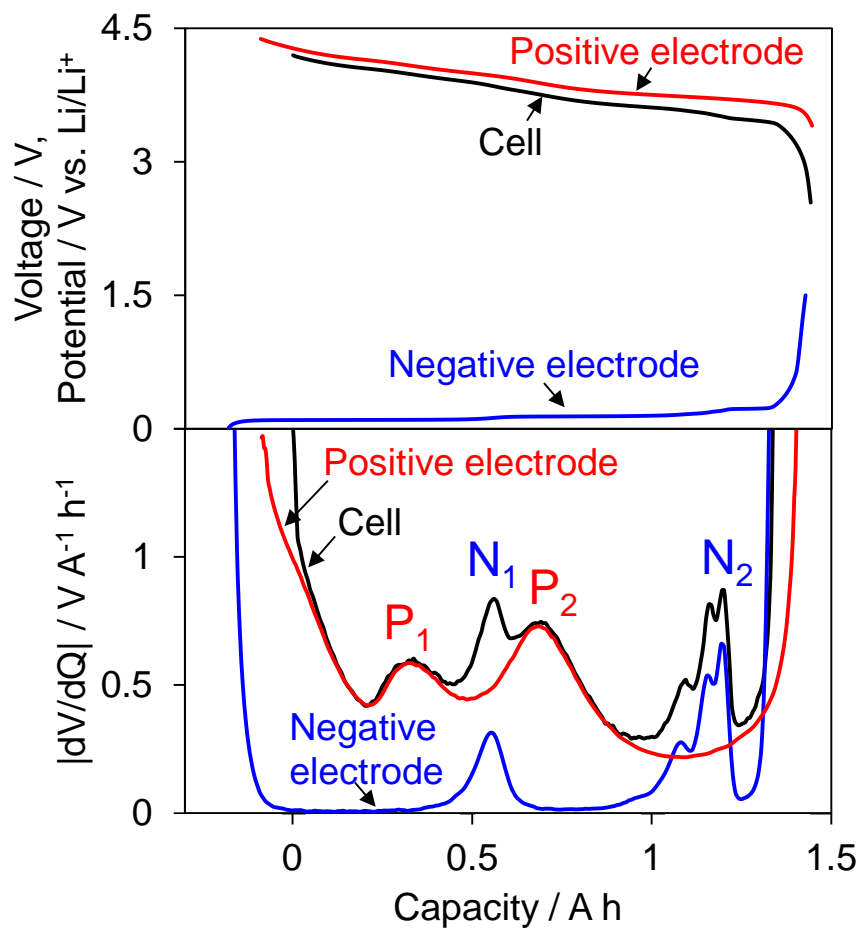 Voltage / V,
Potential / V vs. Li/Li⁺
4.5
3
1.5
0
Positive electrode
Cell
Negative electrode
|dV/dQ| / V A⁻¹ h⁻¹
1
0.5
0
Positive electrode
Cell
P₁
N₁
P₂
N₂
Negative
electrode
0
0.5
1
1.5
Capacity / A h